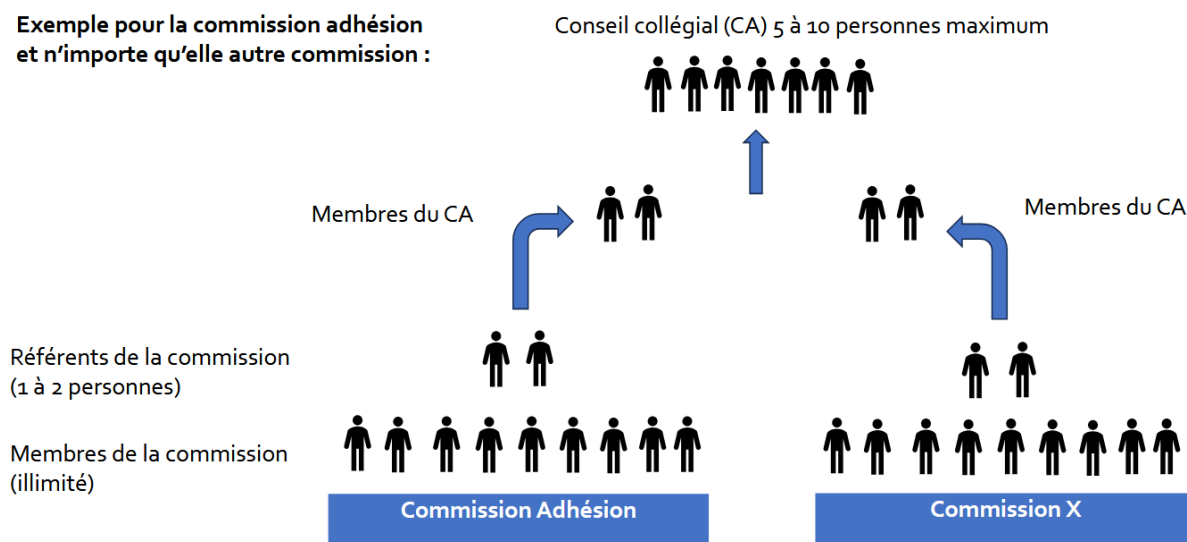 Exemple pour la commission adhésion
et n’importe qu’elle autre commission :
Conseil collégial (CA) 5 à 10 personnes maximum
Membres du CA
Membres du CA
Référents de la commission
(1 à 2 personnes)
Membres de la commission
(illimité)
Commission Adhésion
Commission X